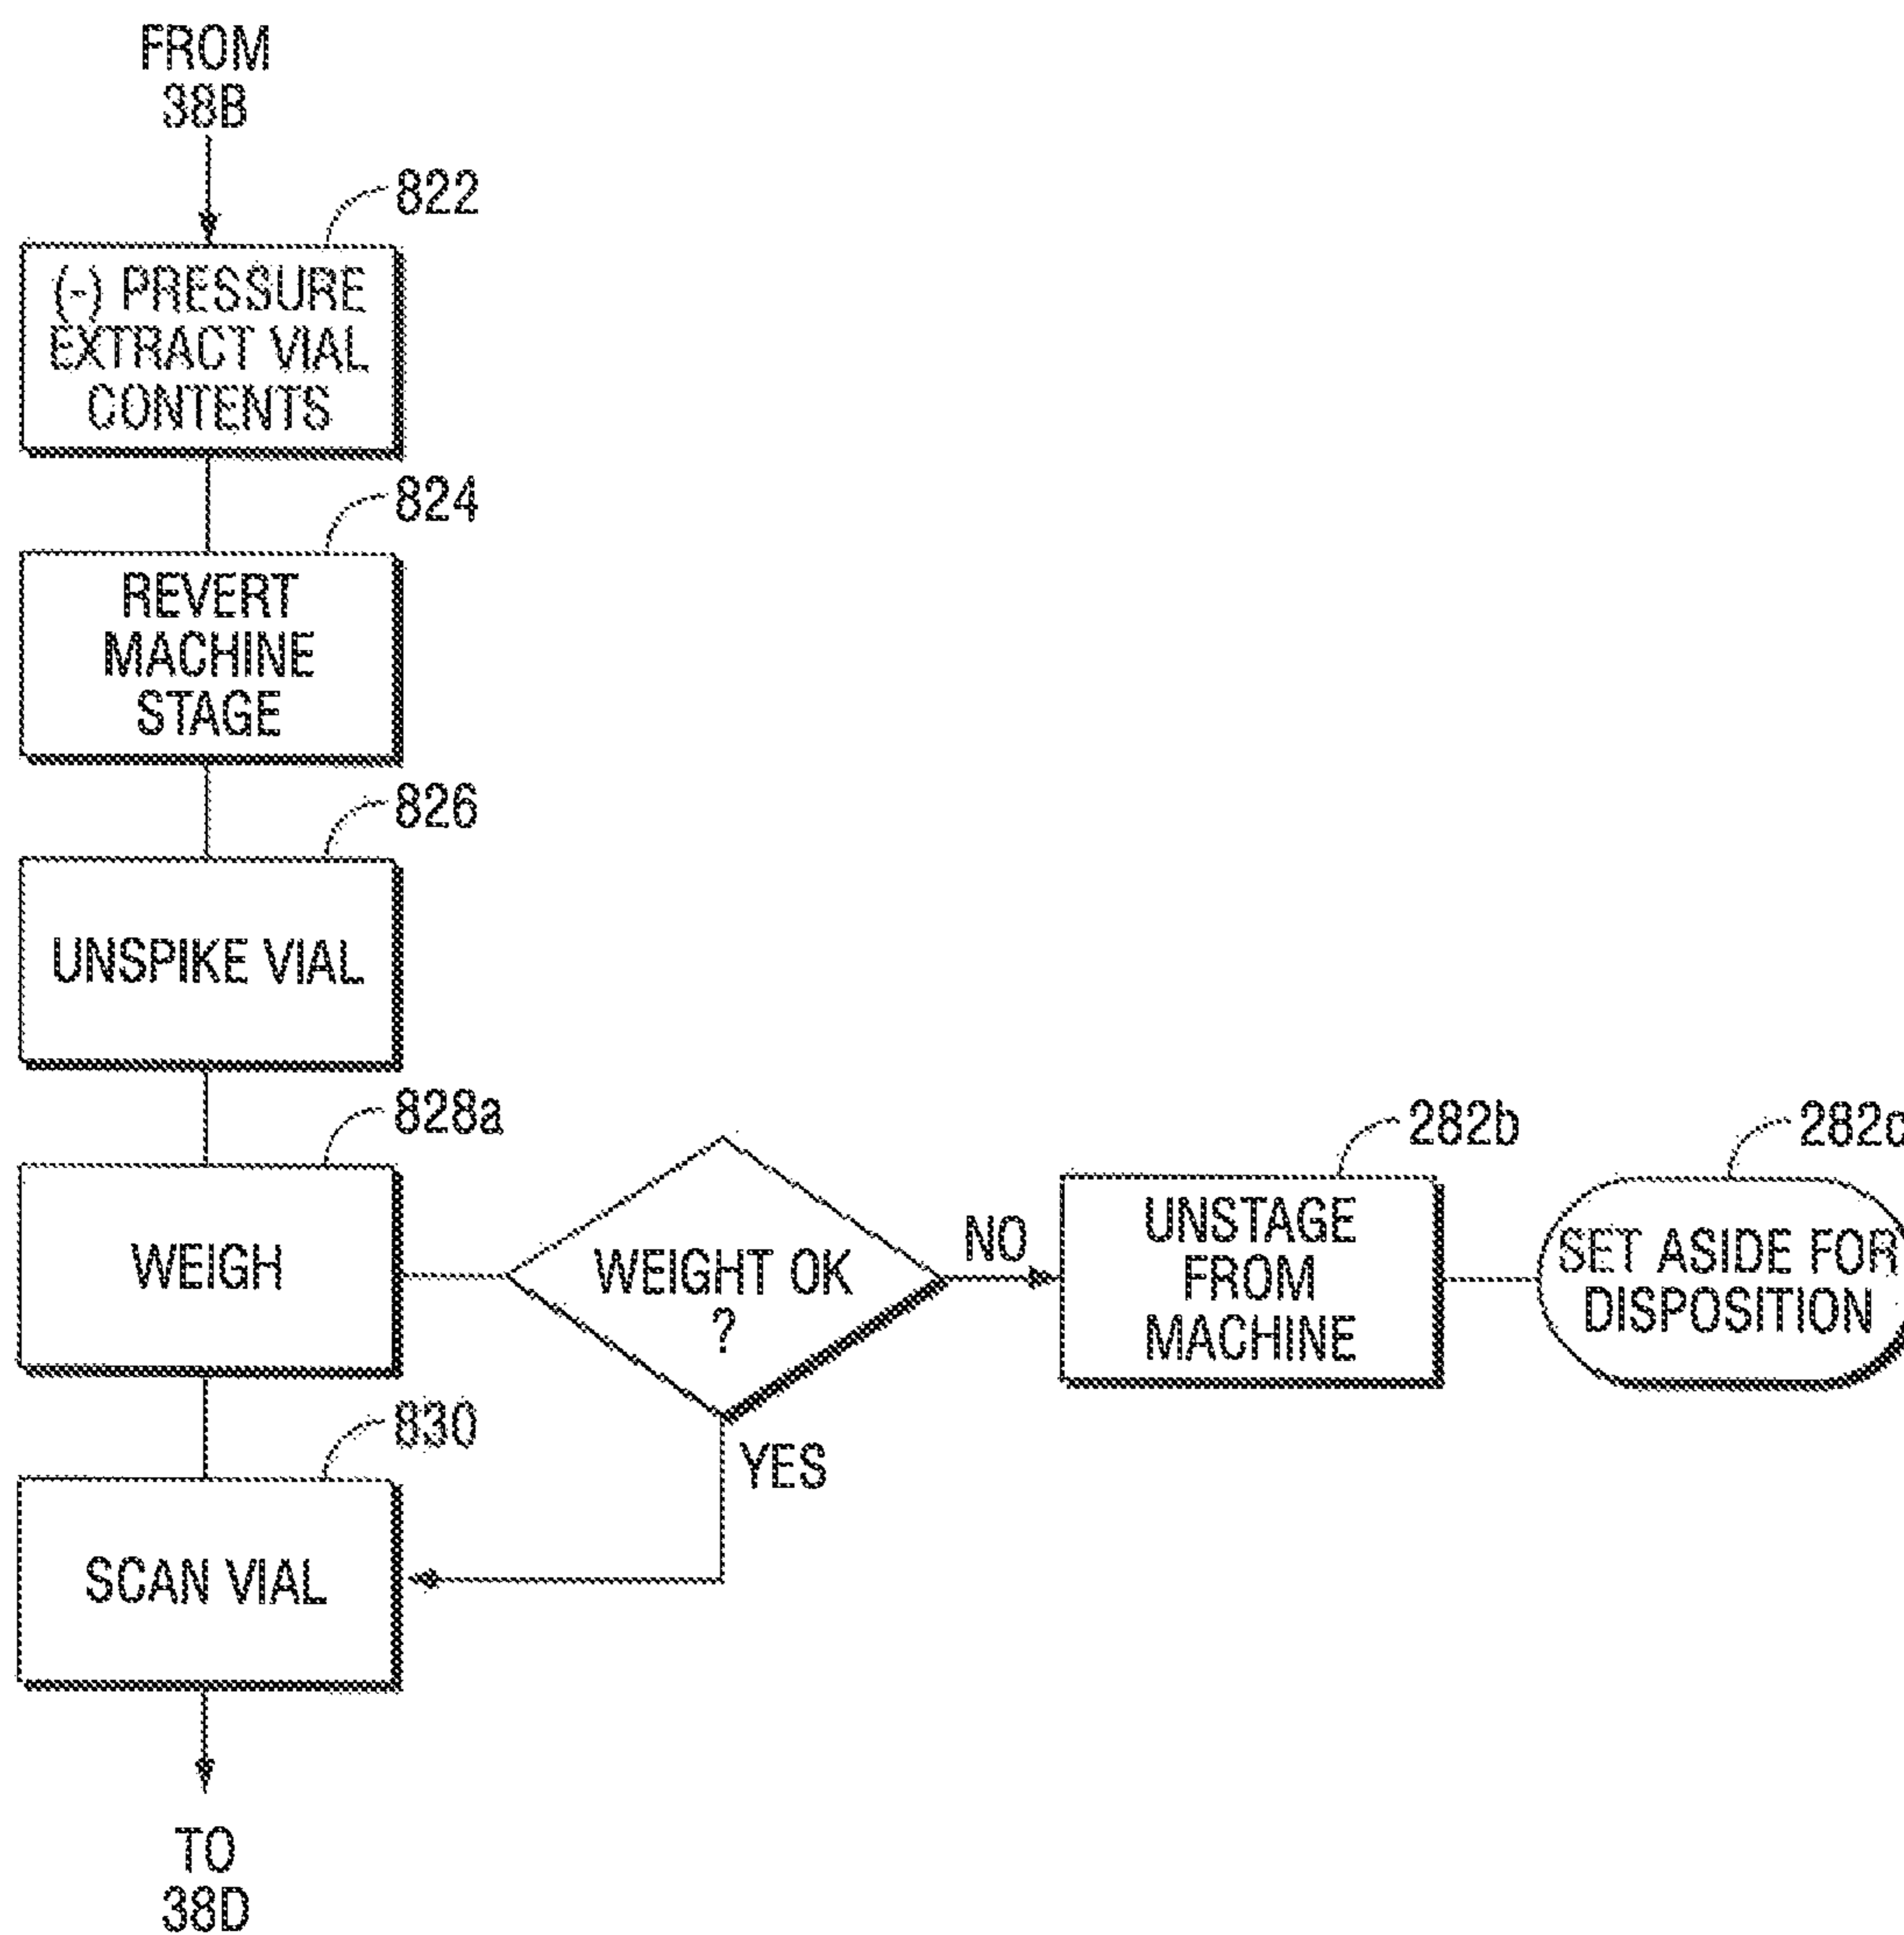 FROM
38B
822
(-) PRESSURE
EXTRACT VIAL
CONTENTS
824
REVERT
MACHINE
STAGE
826
UNSPIKE VIAL
828a
WEIGH
WEIGHT OK
?
NO
282b
UNSTAGE
FROM
MACHINE
SET ASIDE FOR
DISPOSITION
YES
830
SCAN VIAL
TO
38D